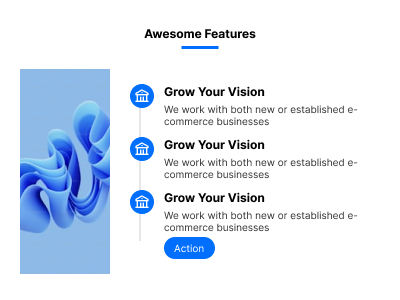 Awesome Features
Grow Your Vision
We work with both new or established e-
commerce businesses
Grow Your Vision
We work with both new or established e-
commerce businesses
Grow Your Vision
We work with both new or established e-
commerce businesses
Action